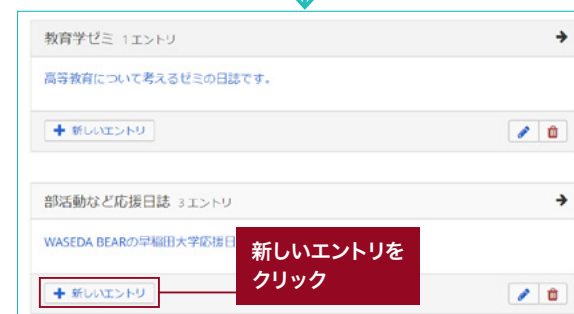 教育学ゼミ 1エントリ
高等教育について考えるゼミの日誌です。
新しいエントリ
部活動など応援日誌 3エントリ
WASEDA BEARの早稲田大学応援日
新しいエントリを
クリック
新しいエントリ